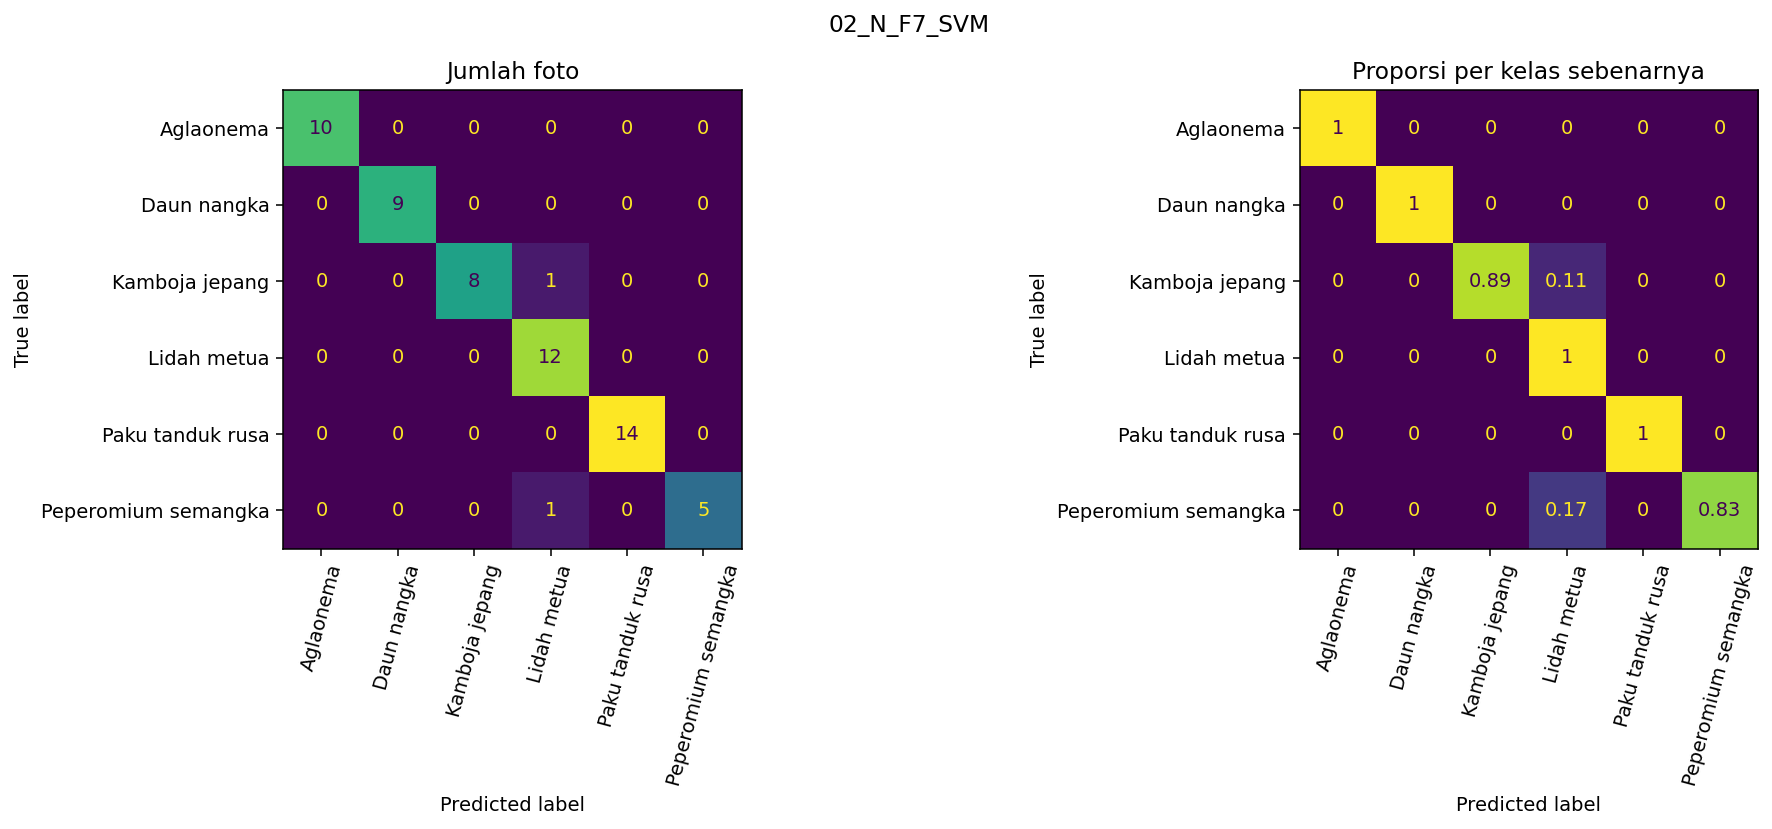 02_N_F7_SVM
Jumlah foto
True label
Aglaonema 10 0 0 0 0 0
Daun nangka 0 9 0 0 0 0
Kamboja jepang 0 0 8 1 0 0
Lidah metua 0 0 0 12 0 0
Paku tanduk rusa 0 0 0 0 14 0
Peperomium semangka 0 0 0 1 0 5
Aglaonema
Daun nangka
Kamboja jepang
Lidah metua
Paku tanduk rusa
Peperomium semangka
Predicted label
Proporsi per kelas sebenarnya
True label
Aglaonema 1 0 0 0 0 0
Daun nangka 0 1 0 0 0 0
Kamboja jepang 0 0 0.89 0.11 0 0
Lidah metua 0 0 0 1 0 0
Paku tanduk rusa 0 0 0 0 1 0
Peperomium semangka 0 0 0 0.17 0 0.83
Aglaonema
Daun nangka
Kamboja jepang
Lidah metua
Paku tanduk rusa
Peperomium semangka
Predicted label